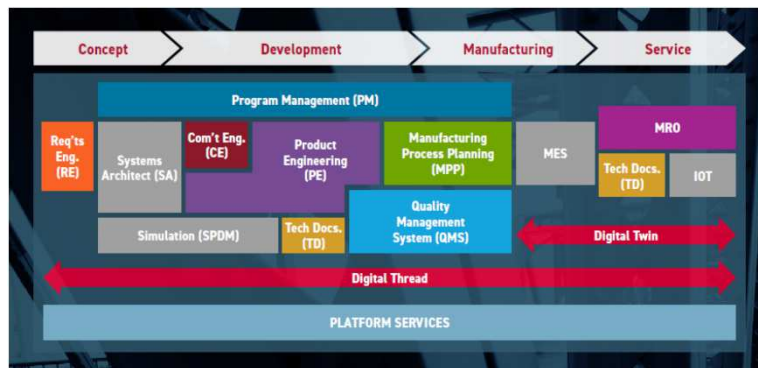 Concept
Development
Manufacturing
Service
Program Management (PM)
Req'ts
Eng.
(RE)
Systems
Architect (SA)
Com't Eng.
(CE)
Product
Engineering
(PE)
Manufacturing
Process Planning
(MPP)
MES
MRO
Tech Docs.
(TD)
IOT
Simulation (SPDM)
Tech Docs.
(TD)
Quality
Management
System (QMS)
Digital Twin
Digital Thread
PLATFORM SERVICES